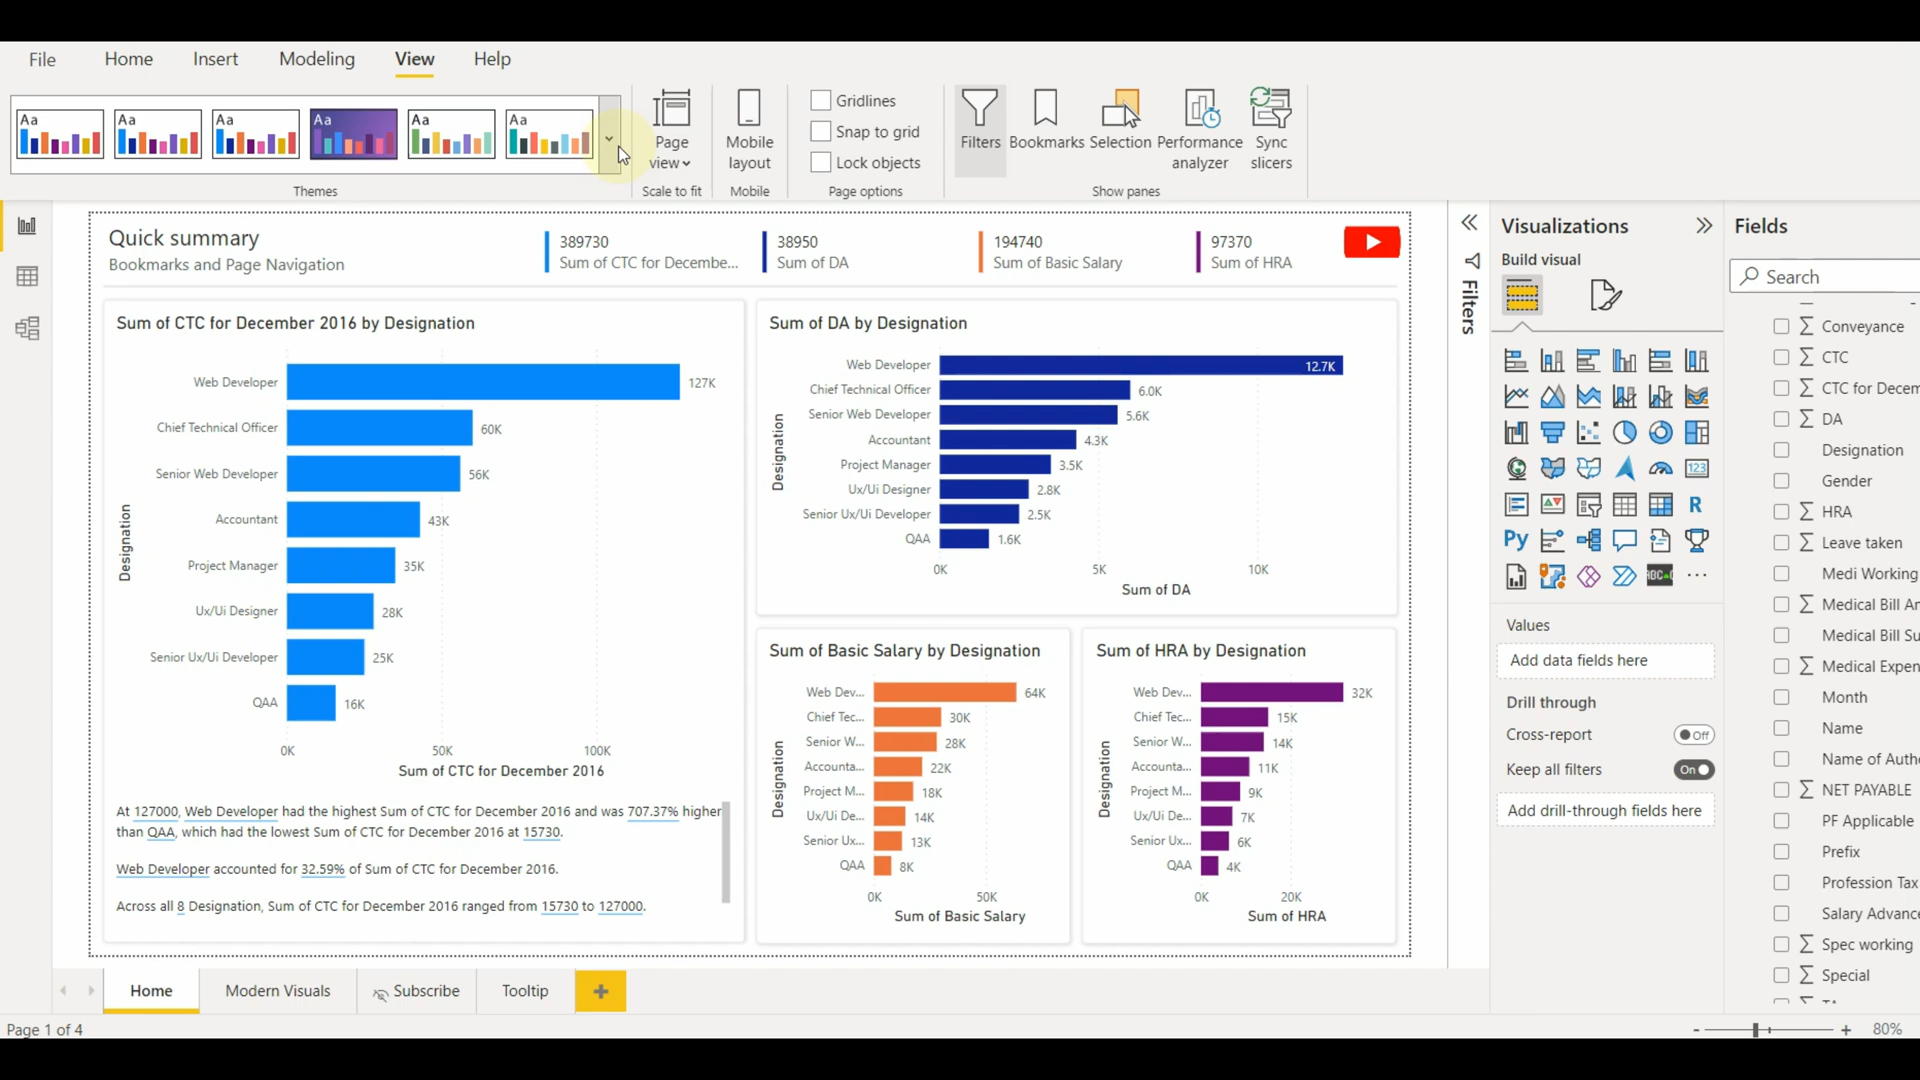 File Home Insert Modeling View Help
Aa Aa Aa Aa Aa Aa
Page view
Mobile layout
Gridlines
Snap to grid
Lock objects
Filters Bookmarks Selection Performance analyzer Sync slicers
Themes Scale to fit Mobile Page options Show panes
Quick summary
Bookmarks and Page Navigation
389730
Sum of CTC for Decembe...
38950
Sum of DA
194740
Sum of Basic Salary
97370
Sum of HRA
Sum of CTC for December 2016 by Designation
Designation
Web Developer 127K
Chief Technical Officer 60K
Senior Web Developer 56K
Accountant 43K
Project Manager 35K
Ux/Ui Designer 28K
Senior Ux/Ui Developer 25K
QAA 16K
0K 50K 100K
Sum of CTC for December 2016
At 127000, Web Developer had the highest Sum of CTC for December 2016 and was 707.37% higher
than QAA, which had the lowest Sum of CTC for December 2016 at 15730.
Web Developer accounted for 32.59% of Sum of CTC for December 2016.
Across all 8 Designation, Sum of CTC for December 2016 ranged from 15730 to 127000.
Sum of DA by Designation
Designation
Web Developer 12.7K
Chief Technical Officer 6.0K
Senior Web Developer 5.6K
Accountant 4.3K
Project Manager 3.5K
Ux/Ui Designer 2.8K
Senior Ux/Ui Developer 2.5K
QAA 1.6K
0K 5K 10K
Sum of DA
Sum of Basic Salary by Designation
Designation
Web Dev... 64K
Chief Tec... 30K
Senior W... 28K
Accounta... 22K
Project M... 18K
Ux/Ui De... 14K
Senior Ux... 13K
QAA 8K
0K 50K
Sum of Basic Salary
Sum of HRA by Designation
Designation
Web Dev... 32K
Chief Tec... 15K
Senior W... 14K
Accounta... 11K
Project M... 9K
Ux/Ui De... 7K
Senior Ux... 6K
QAA 4K
0K 20K
Sum of HRA
Filters
Visualizations
Build visual
123
R
Py
Values
Add data fields here
Drill through
Cross-report Off
Keep all filters On
Add drill-through fields here
Fields
Search
Conveyance
CTC
CTC for Decem
DA
Designation
Gender
HRA
Leave taken
Medi Working
Medical Bill Am
Medical Bill Su
Medical Expen
Month
Name
Name of Autho
NET PAYABLE
PF Applicable
Prefix
Profession Tax
Salary Advance
Spec working
Special
Home Modern Visuals Subscribe Tooltip +
Page 1 of 4
- + 80%